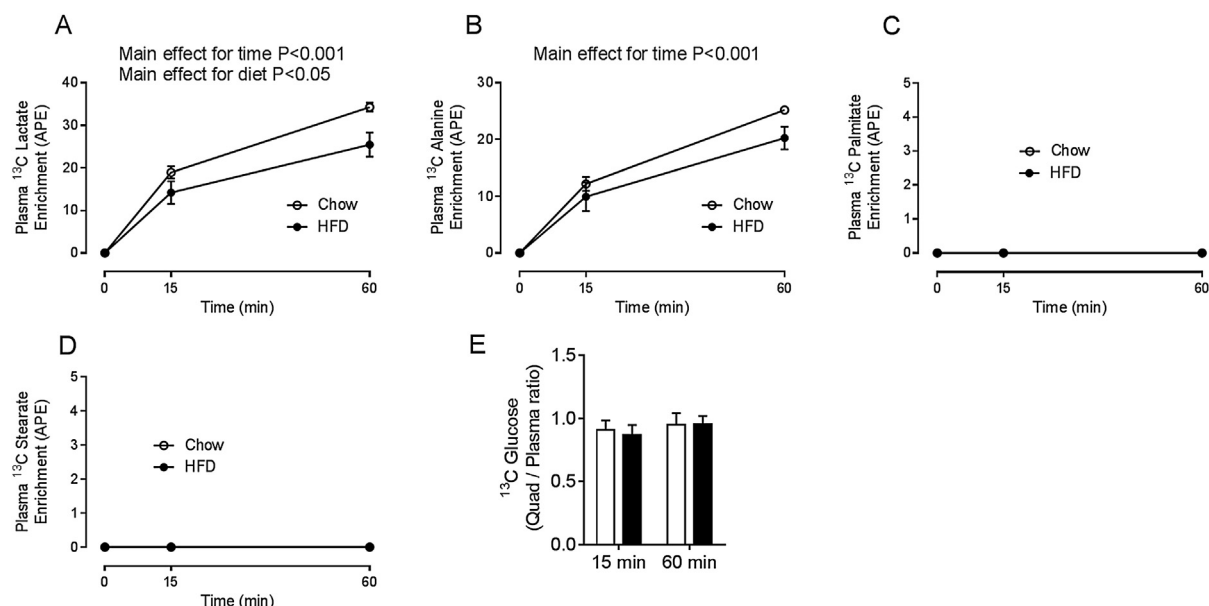 A
Main effect for time P<0.001
Main effect for diet P<0.05
Plasma ¹³C Lactate
Enrichment (APE)
40
30
20
10
0
Chow
HFD
0 15 60
Time (min)
B
Main effect for time P<0.001
Plasma ¹³C Alanine
Enrichment (APE)
30
20
10
0
Chow
HFD
0 15 60
Time (min)
C
Plasma ¹³C Palmitate
Enrichment (APE)
5
4
3
2
1
0
Chow
HFD
0 15 60
Time (min)
D
Plasma ¹³C Stearate
Enrichment (APE)
5
4
3
2
1
0
Chow
HFD
0 15 60
Time (min)
E
¹³C Glucose
(Quad / Plasma ratio)
1.5
1.0
0.5
0.0
15 min 60 min